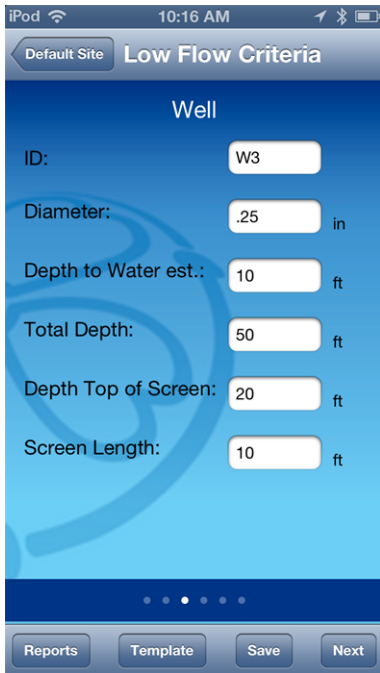 iPod 10:16 AM
Default Site Low Flow Criteria
Well
ID: W3
Diameter: .25 in
Depth to Water est.: 10 ft
Total Depth: 50 ft
Depth Top of Screen: 20 ft
Screen Length: 10 ft
Reports Template Save Next